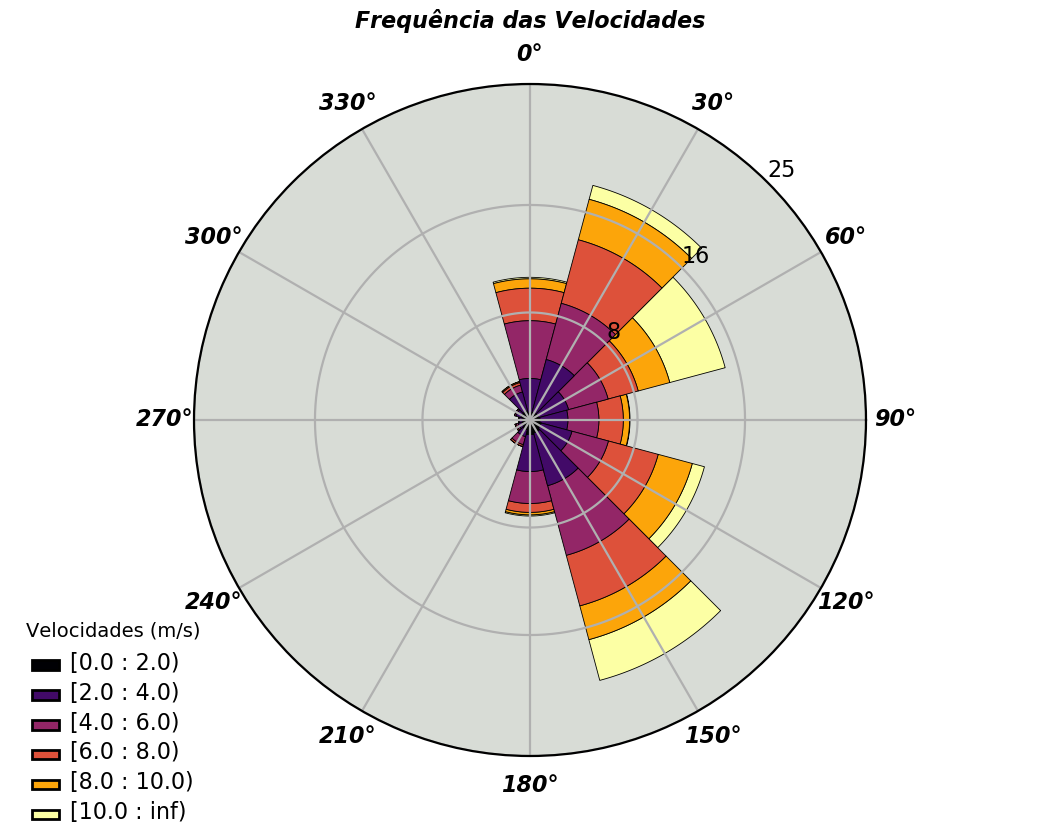 Frequência das Velocidades
0°
330°
30°
25
300°
60°
16
8
270°
90°
240°
120°
210°
150°
180°
Velocidades (m/s)
[0.0 : 2.0)
[2.0 : 4.0)
[4.0 : 6.0)
[6.0 : 8.0)
[8.0 : 10.0)
[10.0 : inf)